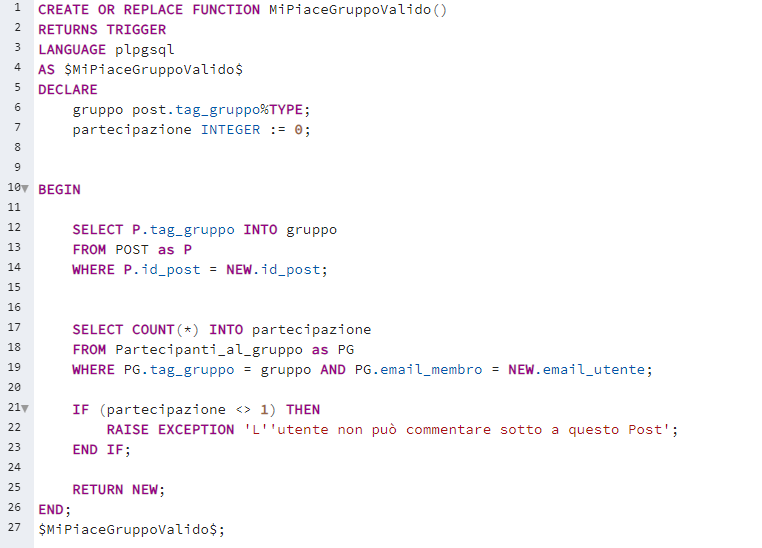 1 CREATE OR REPLACE FUNCTION MiPiaceGruppoValido()
2 RETURNS TRIGGER
3 LANGUAGE plpgsql
4 AS $MiPiaceGruppoValido$
5 DECLARE
6     gruppo post.tag_gruppo%TYPE;
7     partecipazione INTEGER := 0;
8
9
10 BEGIN
11
12     SELECT P.tag_gruppo INTO gruppo
13     FROM POST as P
14     WHERE P.id_post = NEW.id_post;
15
16
17     SELECT COUNT(*) INTO partecipazione
18     FROM Partecipanti_al_gruppo as PG
19     WHERE PG.tag_gruppo = gruppo AND PG.email_membro = NEW.email_utente;
20
21     IF (partecipazione <> 1) THEN
22         RAISE EXCEPTION 'L''utente non può commentare sotto a questo Post';
23     END IF;
24
25     RETURN NEW;
26 END;
27 $MiPiaceGruppoValido$;